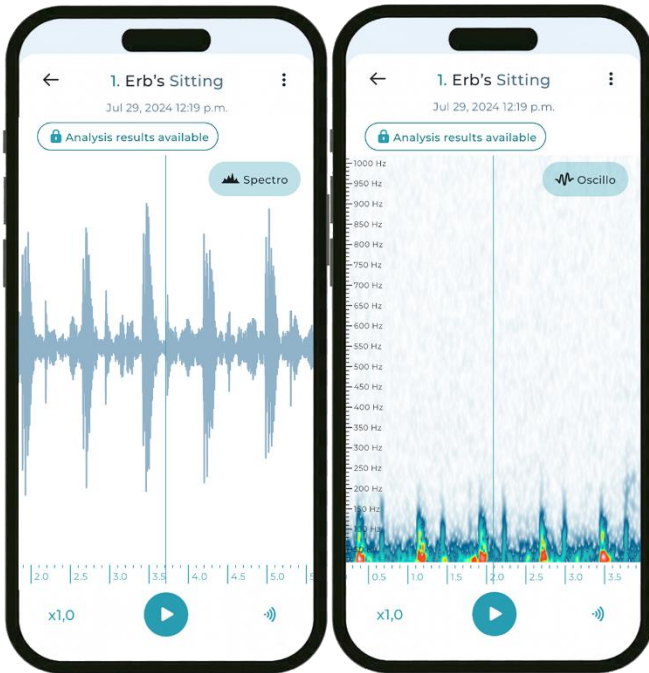 1. Erb's Sitting
Jul 29, 2024 12:19 p.m.
Analysis results available
Spectro
2.0 2.5 3.0 3.5 4.0 4.5 5.0
x1,0
1. Erb's Sitting
Jul 29, 2024 12:19 p.m.
Analysis results available
Oscillo
1000 Hz
950 Hz
900 Hz
850 Hz
800 Hz
750 Hz
700 Hz
650 Hz
600 Hz
550 Hz
500 Hz
450 Hz
400 Hz
350 Hz
300 Hz
250 Hz
200 Hz
150 Hz
0.5 1.0 1.5 2.0 2.5 3.0 3.5
x1,0